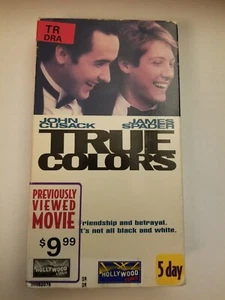 TR
DRA
JOHN
CUSACK
JAMES
SPADER
TRUE
COLORS
PREVIOUSLY
VIEWED
MOVIE
$9.99
HOLLYWOOD
friendship and betrayal.
it's not all black and white.
HOLLYWOOD
5 day